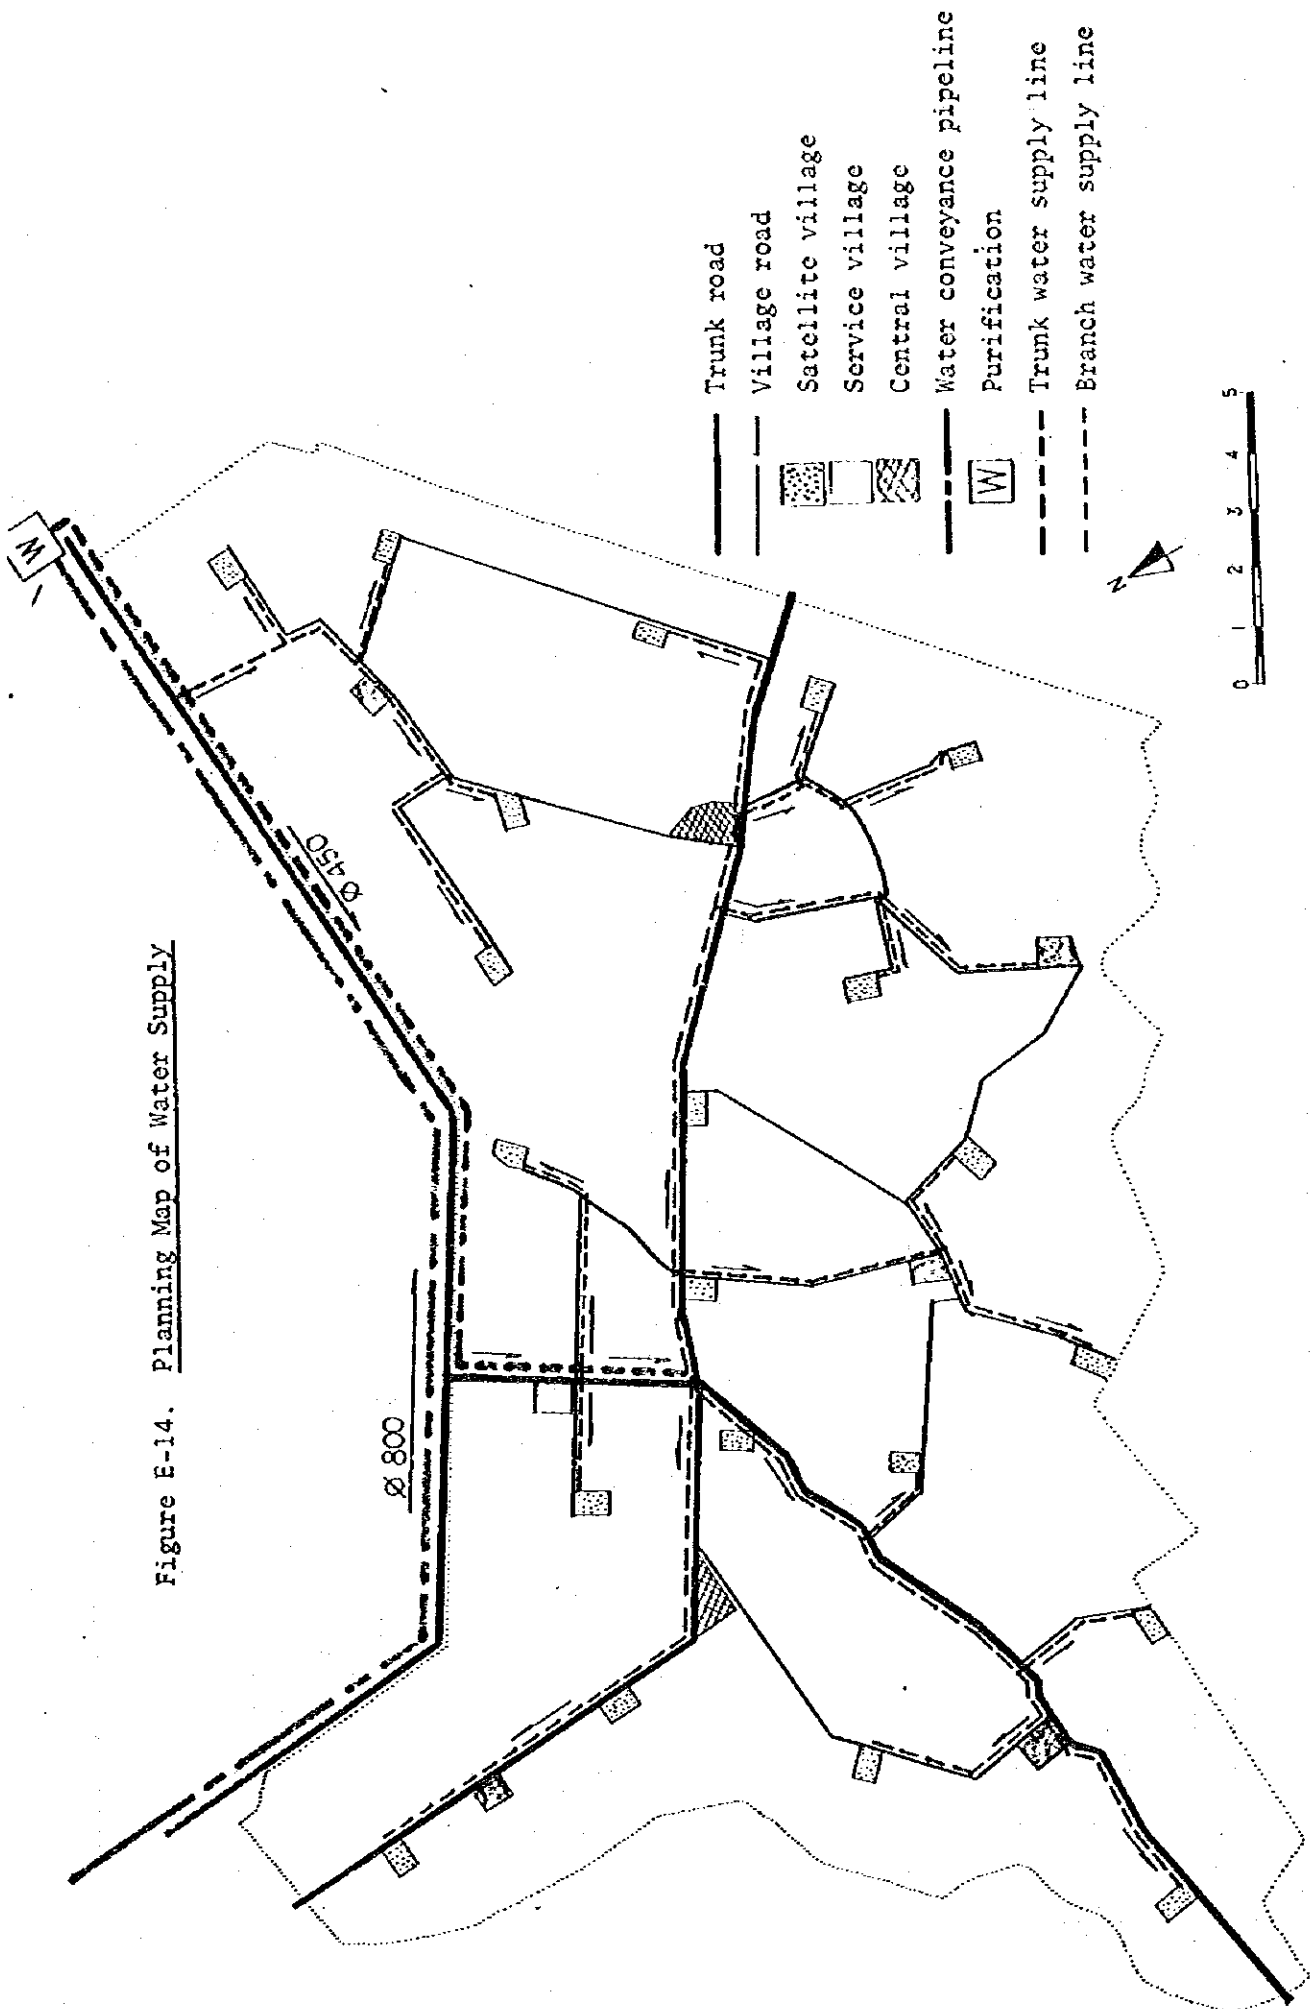 Figure E-14. Planning Map of Water Supply
W
Ø 450
Ø 800
Trunk road
Village road
Satellite village
Service village
Central village
Water conveyance pipeline
W Purification
Trunk water supply line
Branch water supply line
N
0 1 2 3 4 5